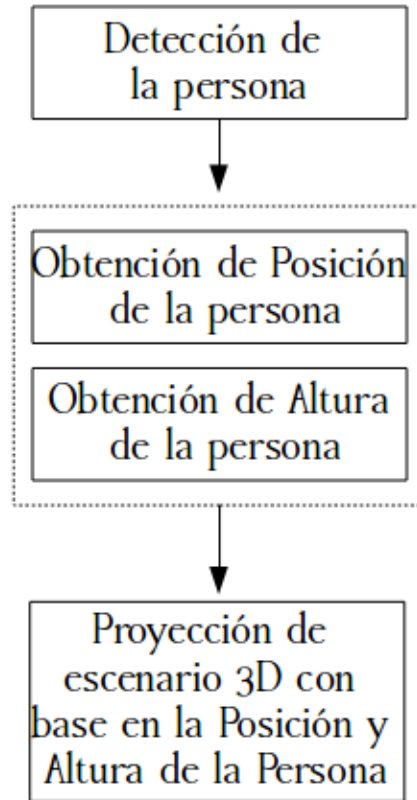 Detección de
la persona
Obtención de Posición
de la persona
Obtención de Altura
de la persona
Proyección de
escenario 3D con
base en la Posición y
Altura de la Persona